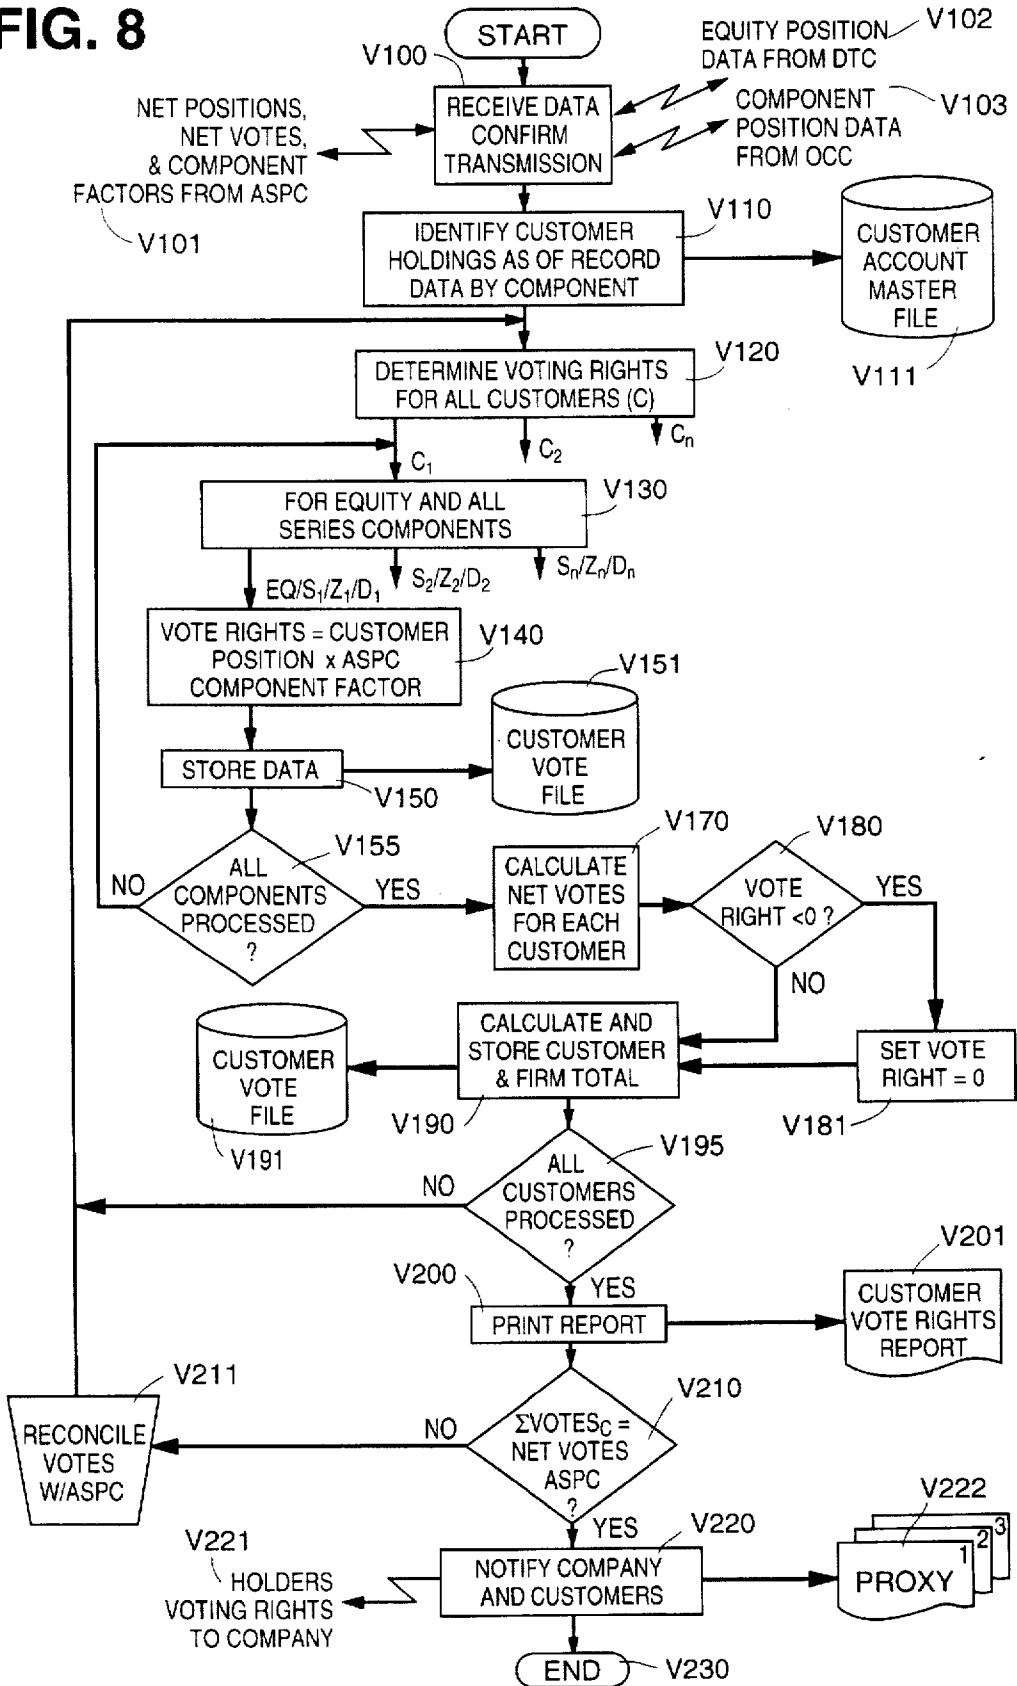 FIG. 8
START
V100
EQUITY POSITION
DATA FROM DTC
V102
RECEIVE DATA
CONFIRM
TRANSMISSION
COMPONENT
POSITION DATA
FROM OCC
V103
NET POSITIONS,
NET VOTES,
& COMPONENT
FACTORS FROM ASPC
V101
IDENTIFY CUSTOMER
HOLDINGS AS OF RECORD
DATA BY COMPONENT
V110
CUSTOMER
ACCOUNT
MASTER
FILE
V111
DETERMINE VOTING RIGHTS
FOR ALL CUSTOMERS (C)
V120
C₁
C₂
Cₙ
FOR EQUITY AND ALL
SERIES COMPONENTS
V130
EQ/S₁/Z₁/D₁
S₂/Z₂/D₂
Sₙ/Zₙ/Dₙ
VOTE RIGHTS = CUSTOMER
POSITION x ASPC
COMPONENT FACTOR
V140
STORE DATA
V150
CUSTOMER
VOTE
FILE
V151
ALL
COMPONENTS
PROCESSED
?
V155
NO
YES
CALCULATE
NET VOTES
FOR EACH
CUSTOMER
V170
VOTE
RIGHT <0 ?
V180
YES
NO
SET VOTE
RIGHT = 0
V181
CALCULATE AND
STORE CUSTOMER
& FIRM TOTAL
V190
CUSTOMER
VOTE
FILE
V191
ALL
CUSTOMERS
PROCESSED
?
V195
NO
YES
V200
PRINT REPORT
CUSTOMER
VOTE RIGHTS
REPORT
V201
ΣVOTES_C =
NET VOTES
ASPC
?
V210
NO
YES
RECONCILE
VOTES
W/ASPC
V211
NOTIFY COMPANY
AND CUSTOMERS
V220
V221
HOLDERS
VOTING RIGHTS
TO COMPANY
PROXY
1
2
3
V222
END
V230